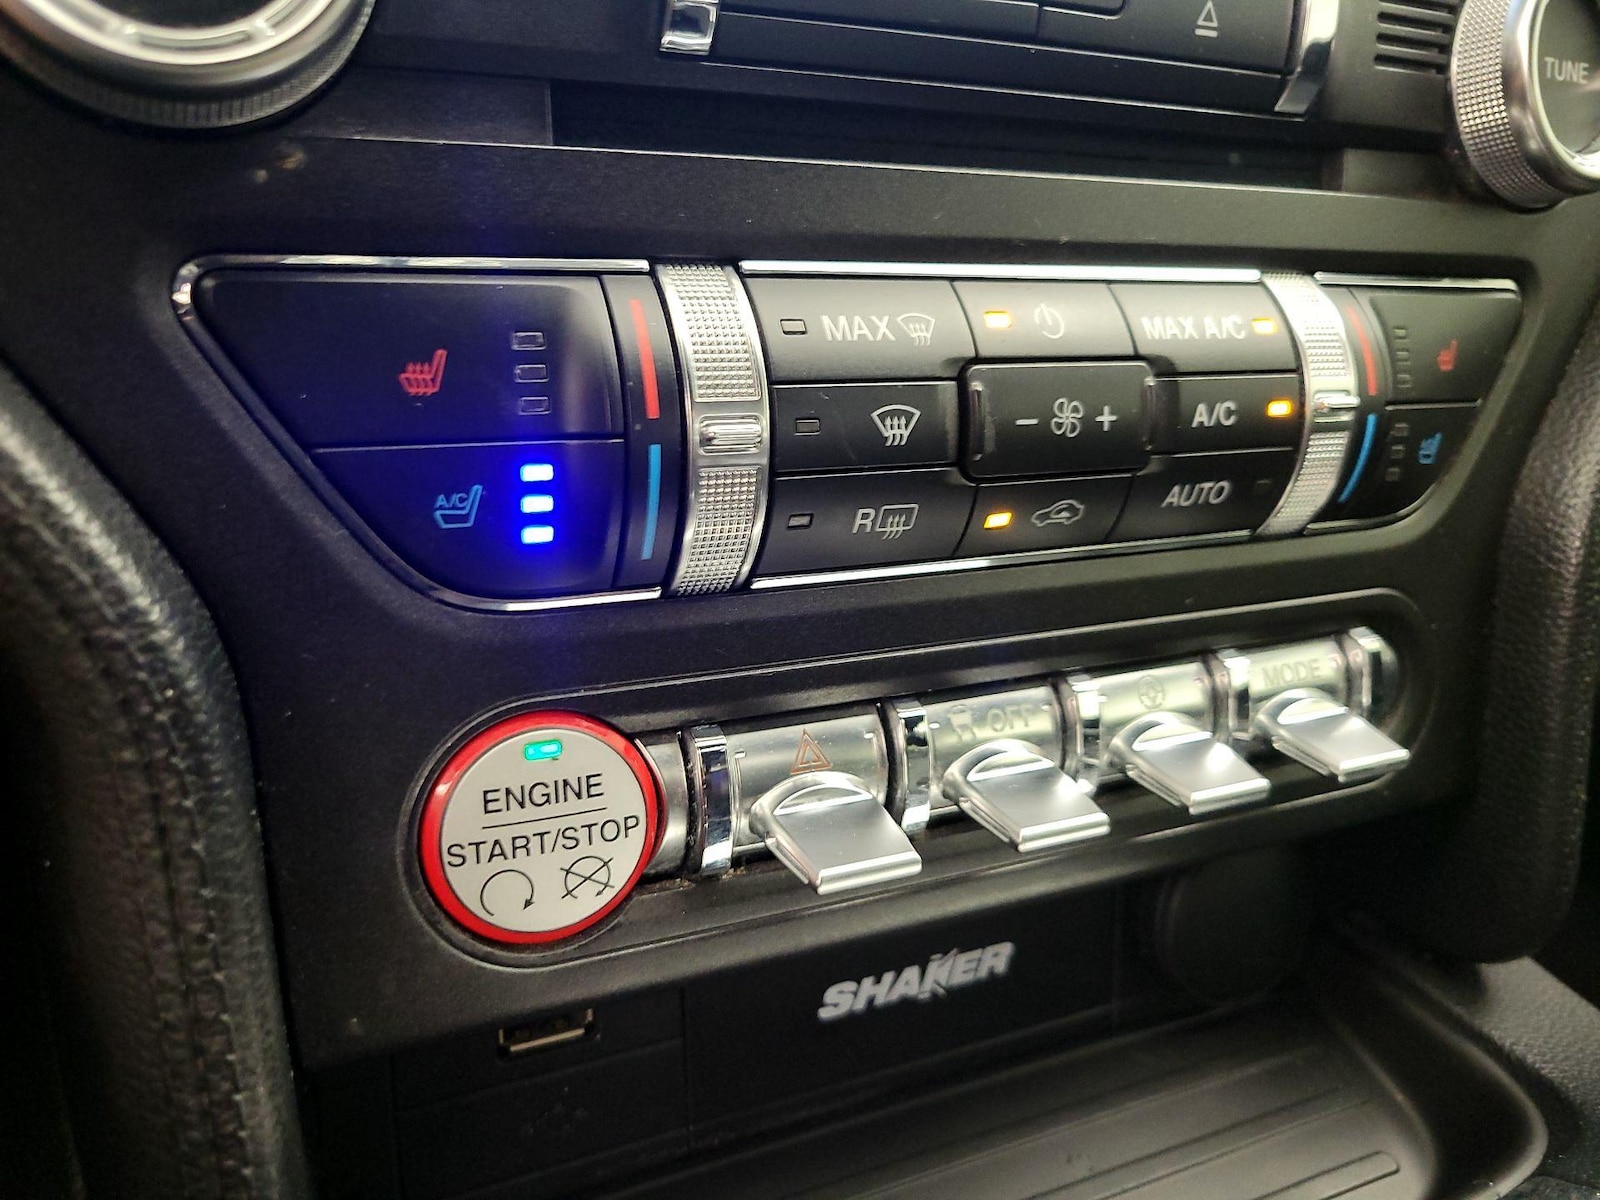 TUNE
MAX
MAX A/C
A/C
- +
R
AUTO
A/C
OFF
MODE
ENGINE
START/STOP
SHAKER